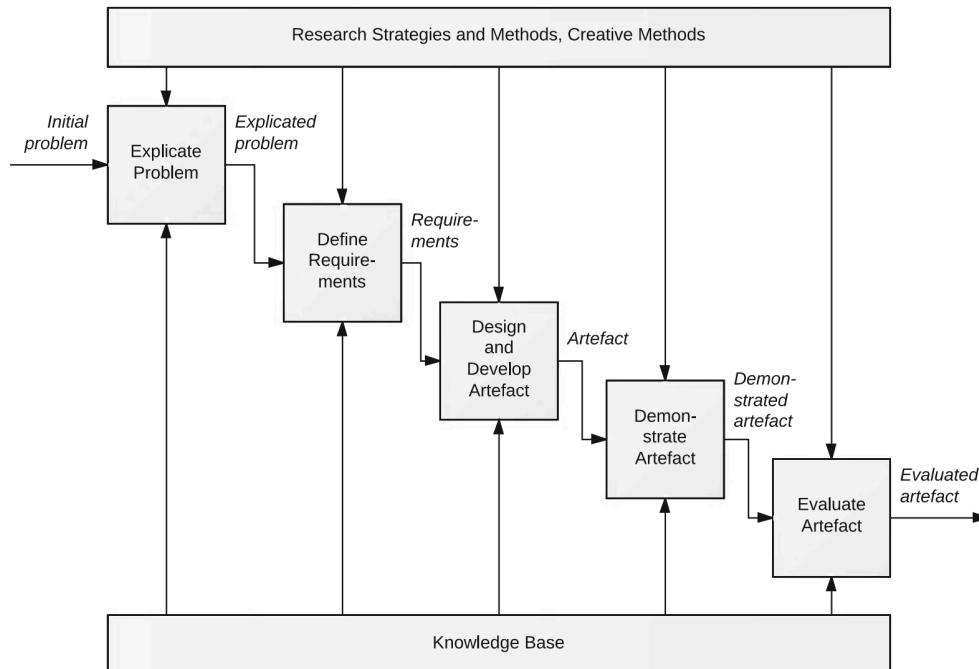 Research Strategies and Methods, Creative Methods
Initial
problem
Explicate
Problem
Explicated
problem
Define
Require-
ments
Require-
ments
Design
and
Develop
Artefact
Artefact
Demon-
strate
Artefact
Demon-
strated
artefact
Evaluate
Artefact
Evaluated
artefact
Knowledge Base